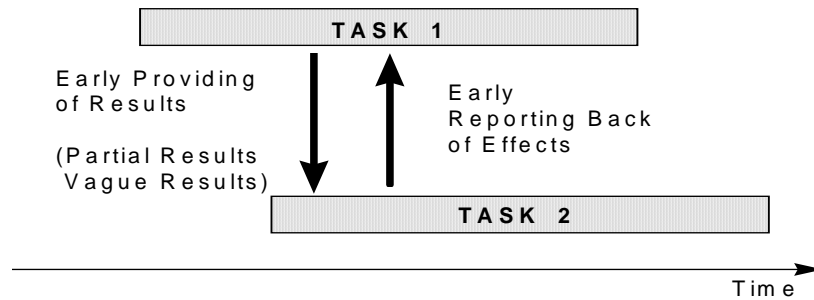 TASK 1
Early Providing
of Results
(Partial Results
Vague Results)
Early
Reporting Back
of Effects
TASK 2
Time